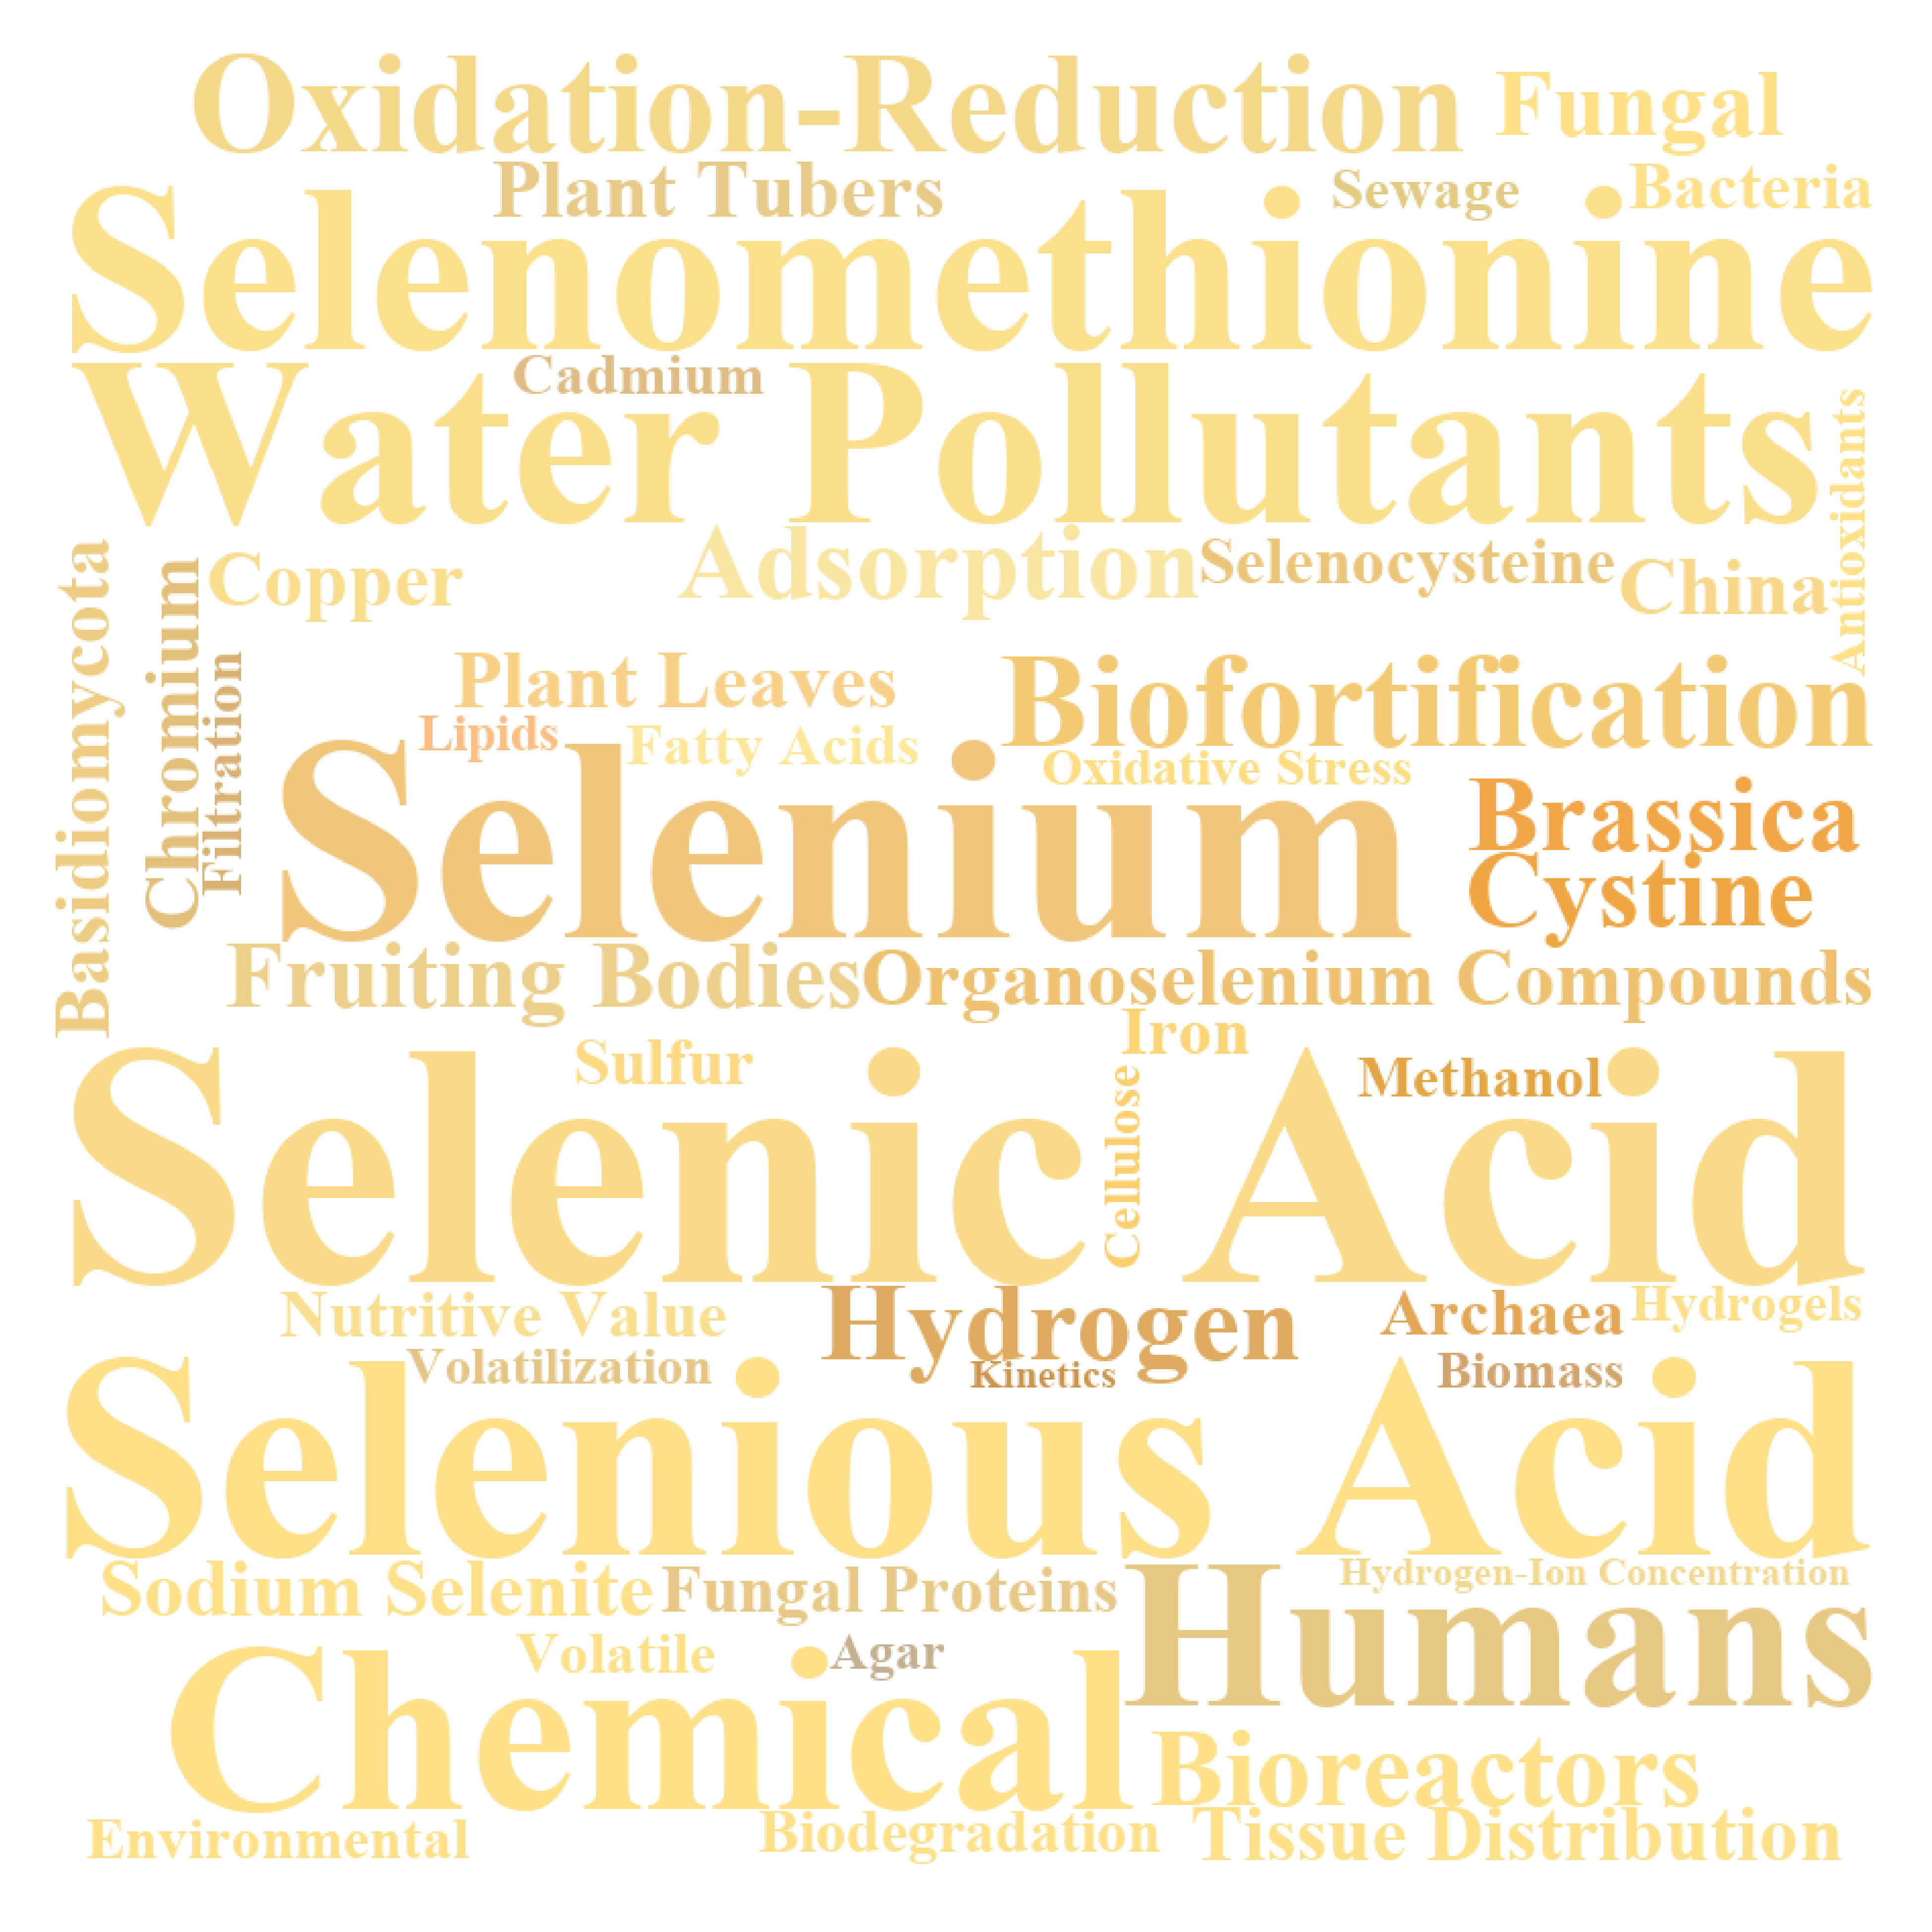 Oxidation-Reduction
Fungal
Plant Tubers
Sewage
Bacteria
Selenomethionine
Cadmium
Water Pollutants
Antioxidants
Adsorption
Selenocysteine
China
Copper
Basidiomycota
Chromium
Filtration
Plant Leaves
Biofortification
Lipids
Fatty Acids
Oxidative Stress
Selenium
Brassica
Cystine
Fruiting Bodies
Organoselenium Compounds
Iron
Sulfur
Cellulose
Methanol
Selenic Acid
Nutritive Value
Hydrogen
Archaea
Hydrogels
Volatilization
Kinetics
Biomass
Selenious Acid
Sodium Selenite
Fungal Proteins
Hydrogen-Ion Concentration
Humans
Volatile
Agar
Chemical
Bioreactors
Environmental
Biodegradation
Tissue Distribution